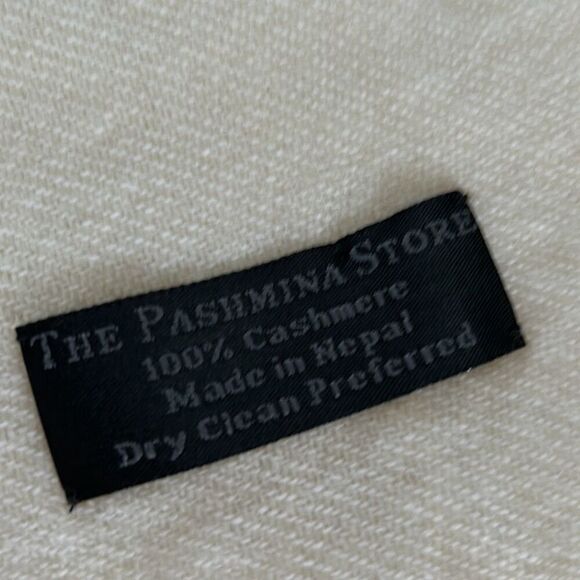 THE PASHMINA STORE
100% Cashmere
Made in Nepal
Dry Clean Preferred